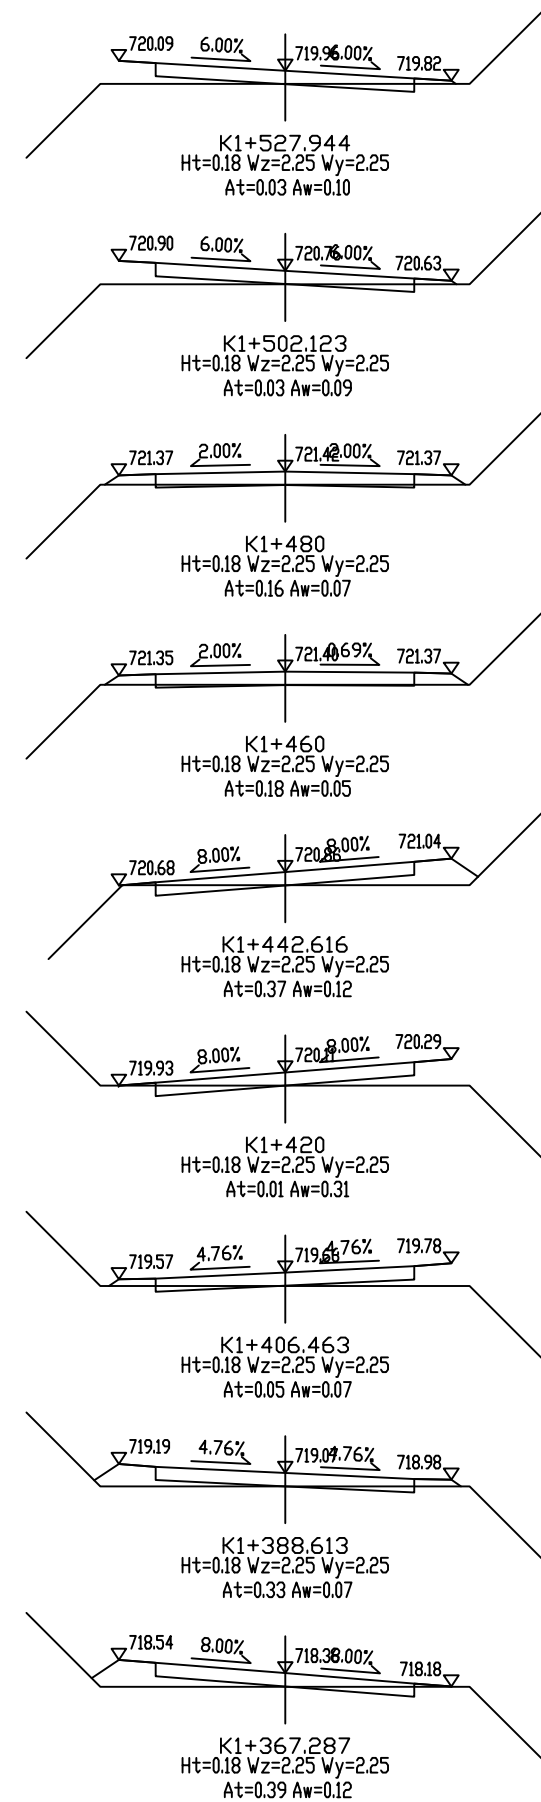 720.09 6.00% 719.96 6.00% 719.82
K1+527.944
Ht=0.18 Wz=2.25 Wy=2.25
At=0.03 Aw=0.10
720.90 6.00% 720.76 6.00% 720.63
K1+502.123
Ht=0.18 Wz=2.25 Wy=2.25
At=0.03 Aw=0.09
721.37 2.00% 721.42 2.00% 721.37
K1+480
Ht=0.18 Wz=2.25 Wy=2.25
At=0.16 Aw=0.07
721.35 2.00% 721.40 0.69% 721.37
K1+460
Ht=0.18 Wz=2.25 Wy=2.25
At=0.18 Aw=0.05
720.68 8.00% 720.86 8.00% 721.04
K1+442.616
Ht=0.18 Wz=2.25 Wy=2.25
At=0.37 Aw=0.12
719.93 8.00% 720.11 8.00% 720.29
K1+420
Ht=0.18 Wz=2.25 Wy=2.25
At=0.01 Aw=0.31
719.57 4.76% 4.76% 719.78
K1+406.463
Ht=0.18 Wz=2.25 Wy=2.25
At=0.05 Aw=0.07
719.19 4.76% 4.76% 718.98
K1+388.613
Ht=0.18 Wz=2.25 Wy=2.25
At=0.33 Aw=0.07
718.54 8.00% 718.36 8.00% 718.18
K1+367.287
Ht=0.18 Wz=2.25 Wy=2.25
At=0.39 Aw=0.12